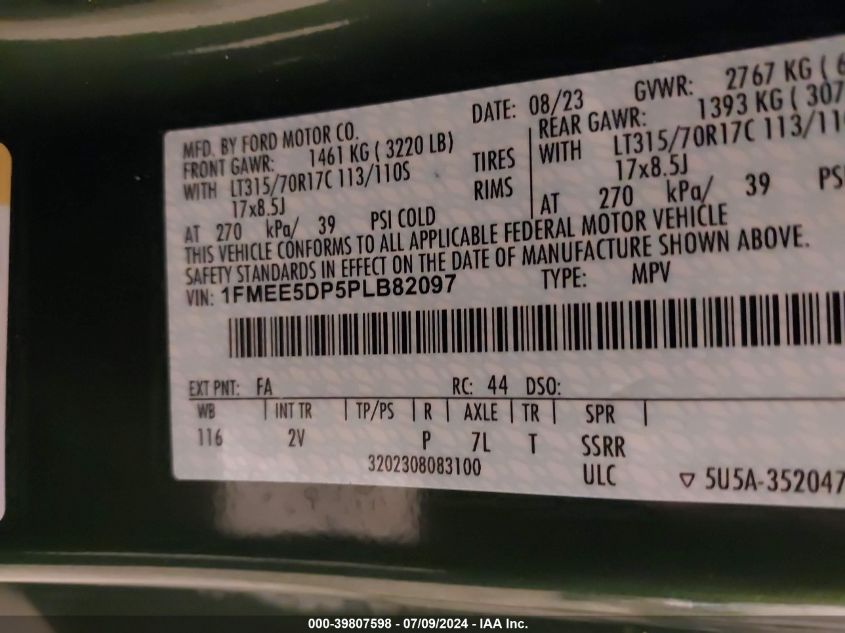 MFD. BY FORD MOTOR CO. DATE: 08/23 GVWR: 2767 KG ( 6
FRONT GAWR: 1461 KG ( 3220 LB) REAR GAWR: 1393 KG ( 307
WITH LT315/70R17C 113/110S TIRES WITH LT315/70R17C 113/110
17x8.5J RIMS 17x8.5J
AT 270 kPa/ 39 PSI COLD AT 270 kPa/ 39 PS
THIS VEHICLE CONFORMS TO ALL APPLICABLE FEDERAL MOTOR VEHICLE
SAFETY STANDARDS IN EFFECT ON THE DATE OF MANUFACTURE SHOWN ABOVE.
VIN: 1FMEE5DP5PLB82097 TYPE: MPV
EXT PNT: FA RC: 44 DSO:
WB | INT TR | TP/PS | R | AXLE | TR | SPR |
116 2V P 7L T SSRR
3202308083100 ULC ▽ 5U5A-352047
000-39807598 - 07/09/2024 - IAA Inc.